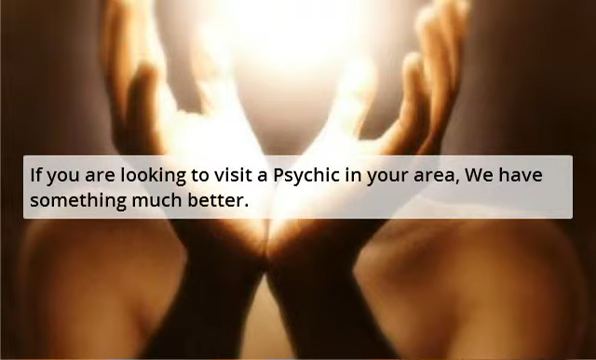 If you are looking to visit a Psychic in your area, We have
something much better.